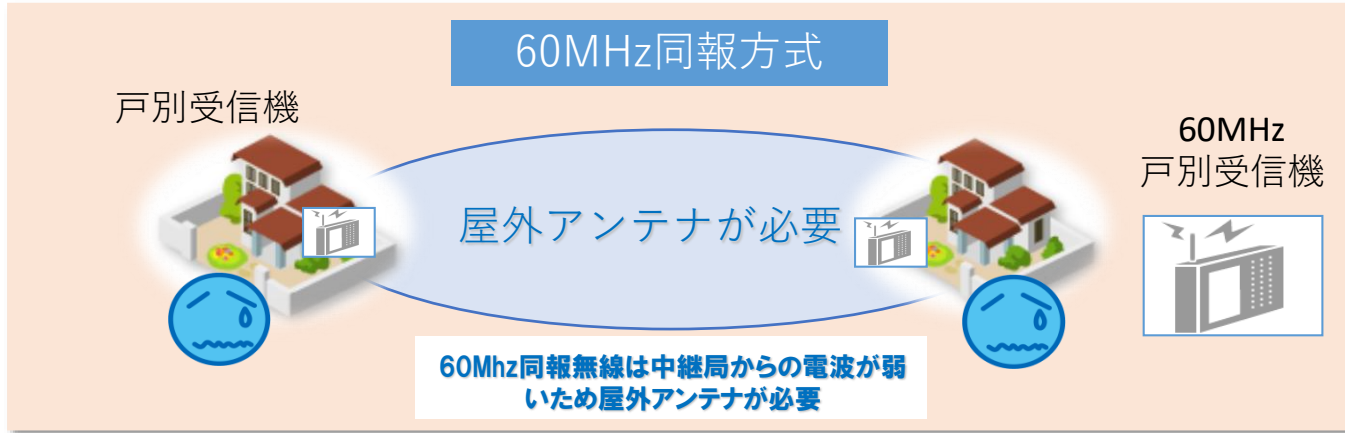 60MHz同報方式
戸別受信機
60MHz
戸別受信機
屋外アンテナが必要
60Mhz同報無線は中継局からの電波が弱
いため屋外アンテナが必要